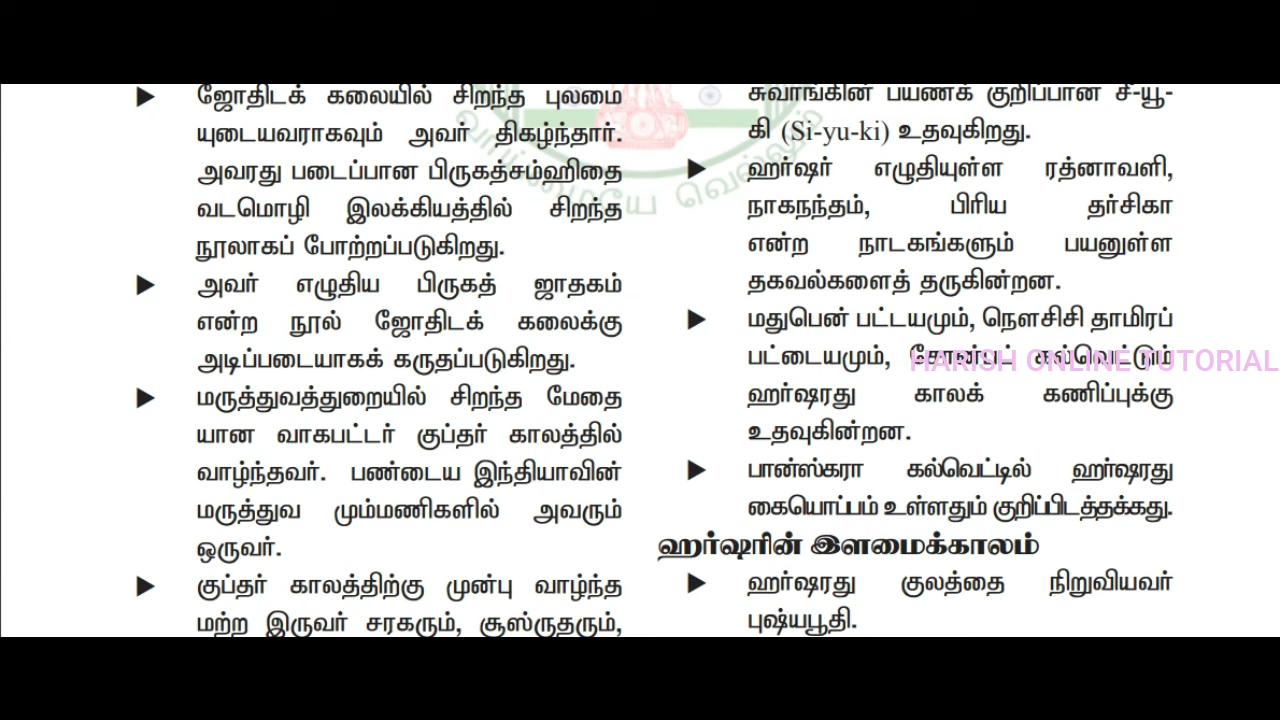 ஜோதிடக் கலையில் சிறந்த புலமை
யுடையவராகவும் அவர் திகழ்ந்தார்.
அவரது படைப்பான பிருகத்சம்ஹிதை
வடமொழி இலக்கியத்தில் சிறந்த
நூலாகப் போற்றப்படுகிறது.
அவர் எழுதிய பிருகத் ஜாதகம்
என்ற நூல் ஜோதிடக் கலைக்கு
அடிப்படையாகக் கருதப்படுகிறது.
மருத்துவத்துறையில் சிறந்த மேதை
யான வாகபட்டர் குப்தர் காலத்தில்
வாழ்ந்தவர். பண்டைய இந்தியாவின்
மருத்துவ மும்மணிகளில் அவரும்
ஒருவர்.
குப்தர் காலத்திற்கு முன்பு வாழ்ந்த
மற்ற இருவர் சரகரும், சூஸ்ருதரும்,
சுவாங்கின் பயணக் குறிப்பான சி-யூ-
கி (Si-yu-ki) உதவுகிறது.
ஹர்ஷர் எழுதியுள்ள ரத்னாவளி,
நாகநந்தம், பிரிய தர்சிகா
என்ற நாடகங்களும் பயனுள்ள
தகவல்களைத் தருகின்றன.
மதுபென் பட்டயமும், நௌசிசி தாமிரப்
பட்டையமும், சோன்பட் கல்வெட்டும்
ஹர்ஷரது காலக் கணிப்புக்கு
உதவுகின்றன.
பான்ஸ்கரா கல்வெட்டில் ஹர்ஷரது
கையொப்பம் உள்ளதும் குறிப்பிடத்தக்கது.
ஹர்ஷரின் இளமைக்காலம்
ஹர்ஷரது குலத்தை நிறுவியவர்
புஷ்யபூதி.
வாய்மையே வெல்லும்
HARISH ONLINE TUTORIAL